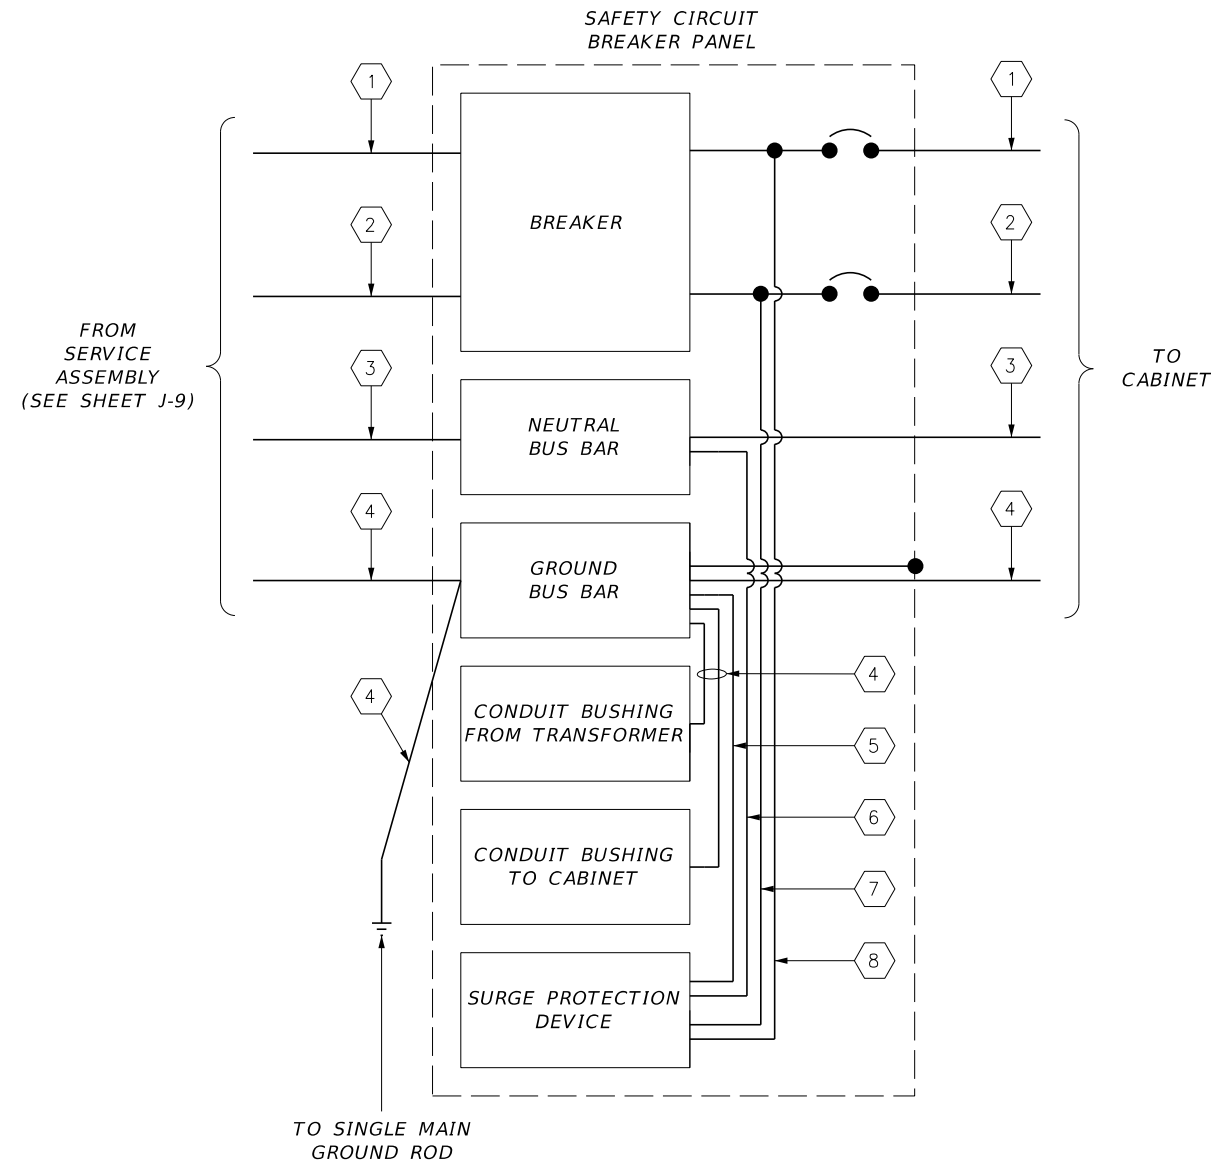 SAFETY CIRCUIT
BREAKER PANEL
1
1
BREAKER
2
2
FROM
SERVICE
ASSEMBLY
(SEE SHEET J-9)
TO
CABINET
3
3
NEUTRAL
BUS BAR
4
4
GROUND
BUS BAR
4
4
CONDUIT BUSHING
FROM TRANSFORMER
5
6
CONDUIT BUSHING
TO CABINET
7
8
SURGE PROTECTION
DEVICE
TO SINGLE MAIN
GROUND ROD